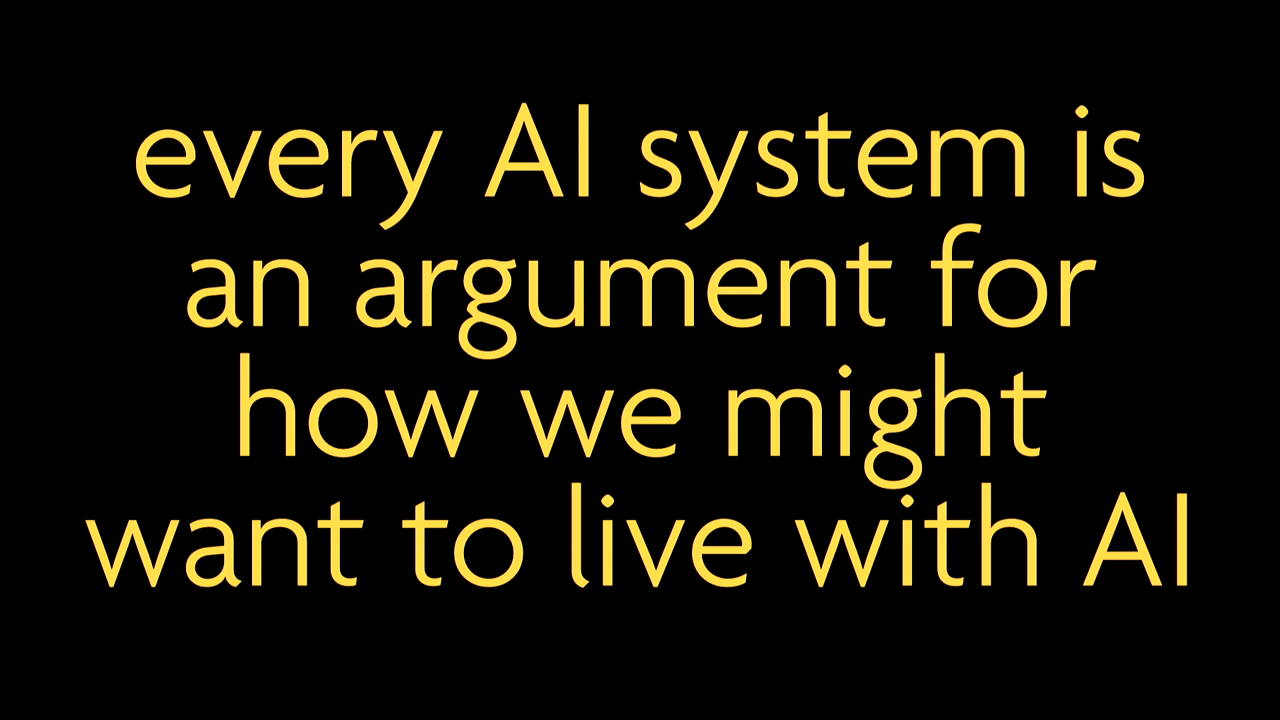 every AI system is
an argument for
how we might
want to live with AI